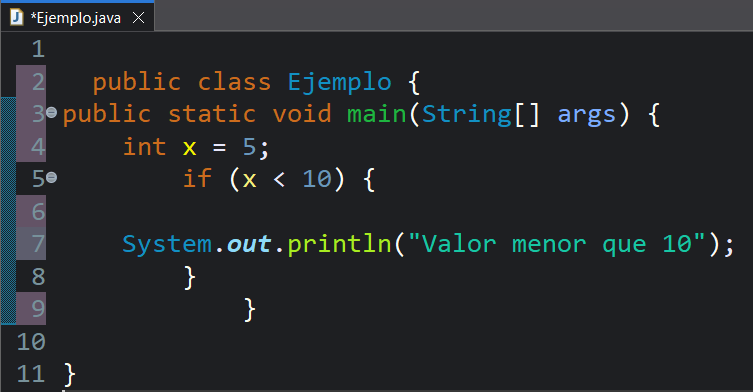 *Ejemplo.java
1
2 public class Ejemplo {
3 public static void main(String[] args) {
4 int x = 5;
5 if (x < 10) {
6
7 System.out.println("Valor menor que 10");
8 }
9 }
10
11 }